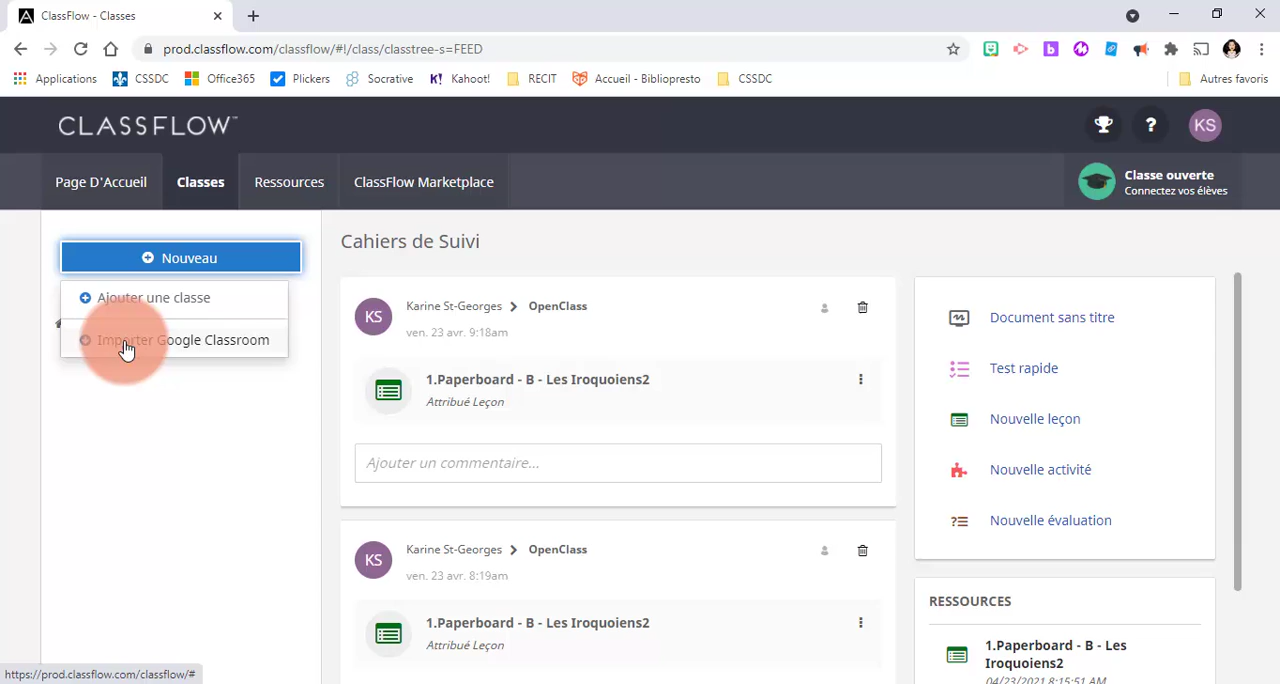 ClassFlow - Classes
prod.classflow.com/classflow/#!/class/classtree-s=FEED
Applications CSSDC Office365 Plickers Socrative K! Kahoot! RECIT Accueil - Bibliopresto CSSDC Autres favoris
CLASSFLOW™
? KS
Page D'Accueil Classes Ressources ClassFlow Marketplace
Classe ouverte
Connectez vos élèves
Nouveau
Ajouter une classe
Importer Google Classroom
Cahiers de Suivi
KS
Karine St-Georges > OpenClass
ven. 23 avr. 9:18am
1.Paperboard - B - Les Iroquoiens2
Attribué Leçon
Ajouter un commentaire...
KS
Karine St-Georges > OpenClass
ven. 23 avr. 8:19am
1.Paperboard - B - Les Iroquoiens2
Attribué Leçon
Document sans titre
Test rapide
Nouvelle leçon
Nouvelle activité
Nouvelle évaluation
RESSOURCES
1.Paperboard - B - Les
Iroquoiens2
04/23/2021 8:15:51 AM
https://prod.classflow.com/classflow/#